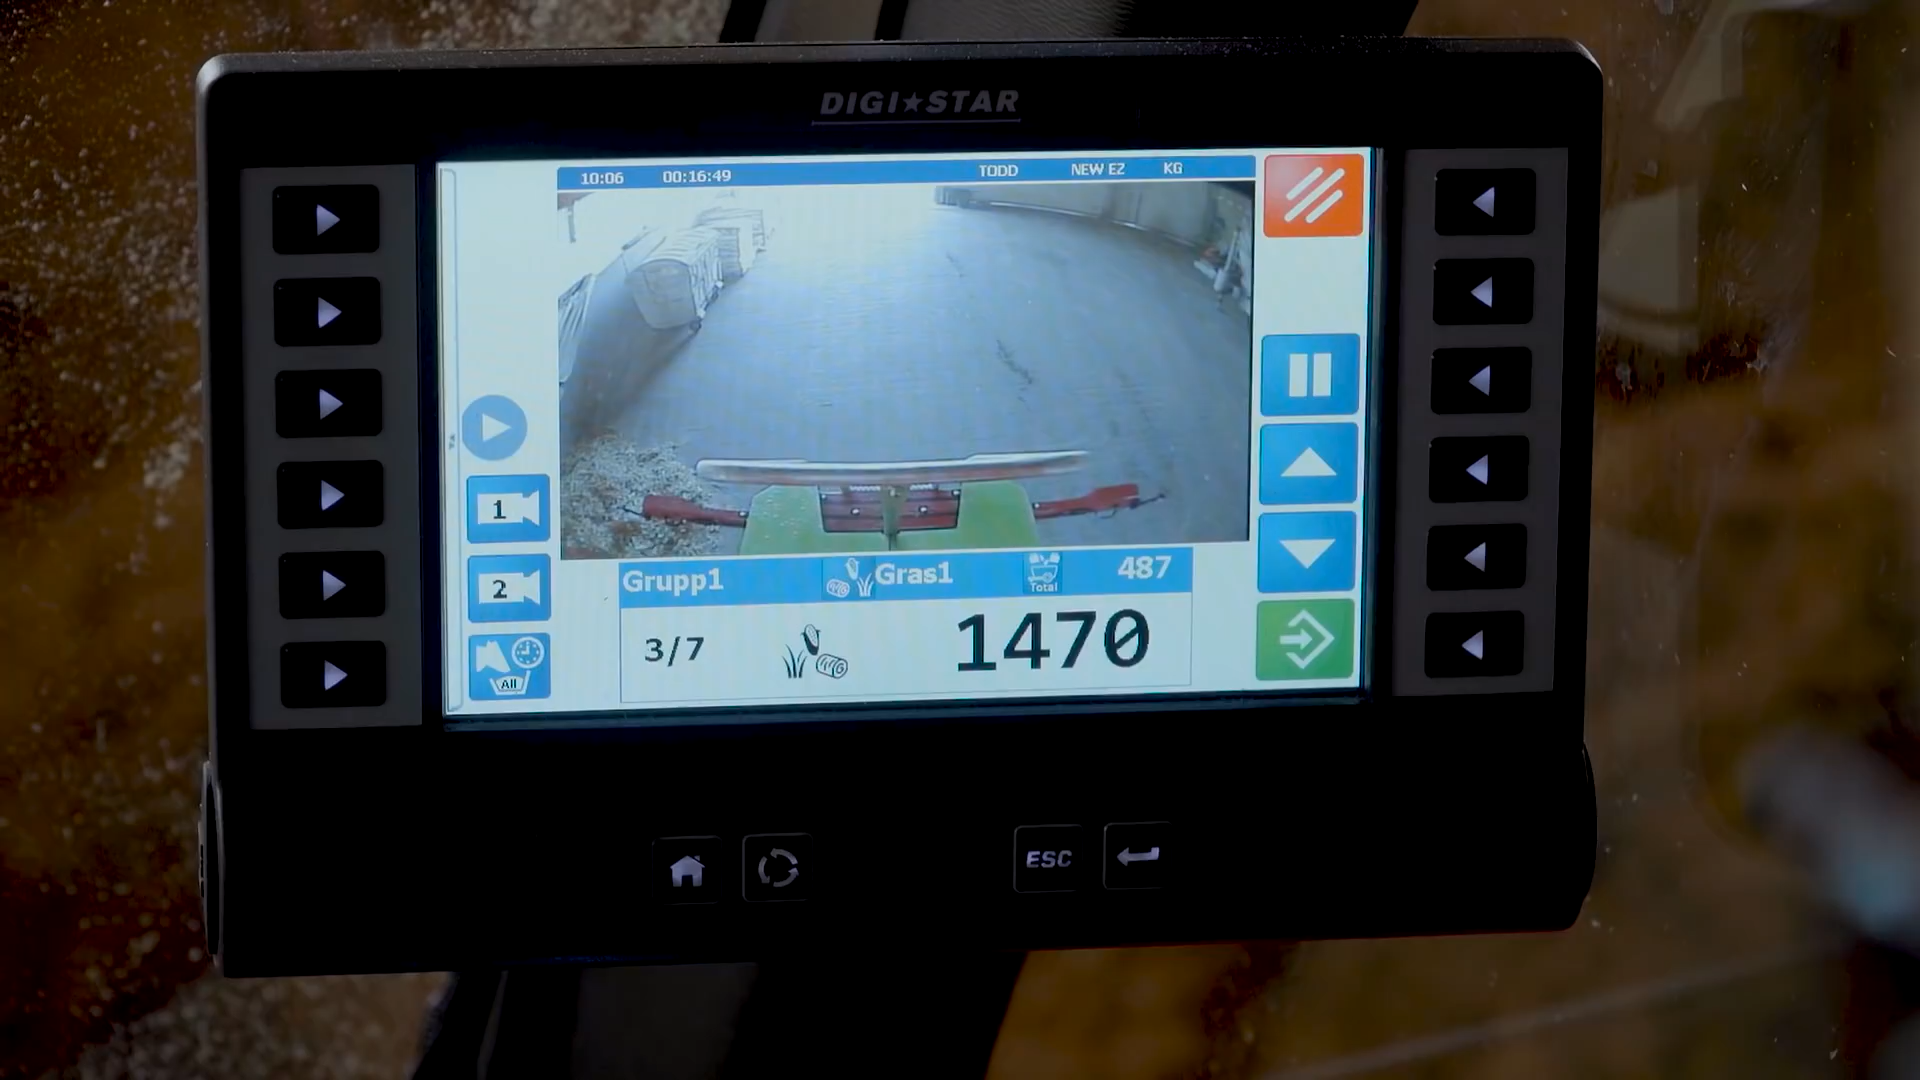 DIGI★STAR
10:06 00:16:49 TODD NEW EZ KG
1
2
All
Grupp1 Gras1 Total 487
3/7 1470
ESC